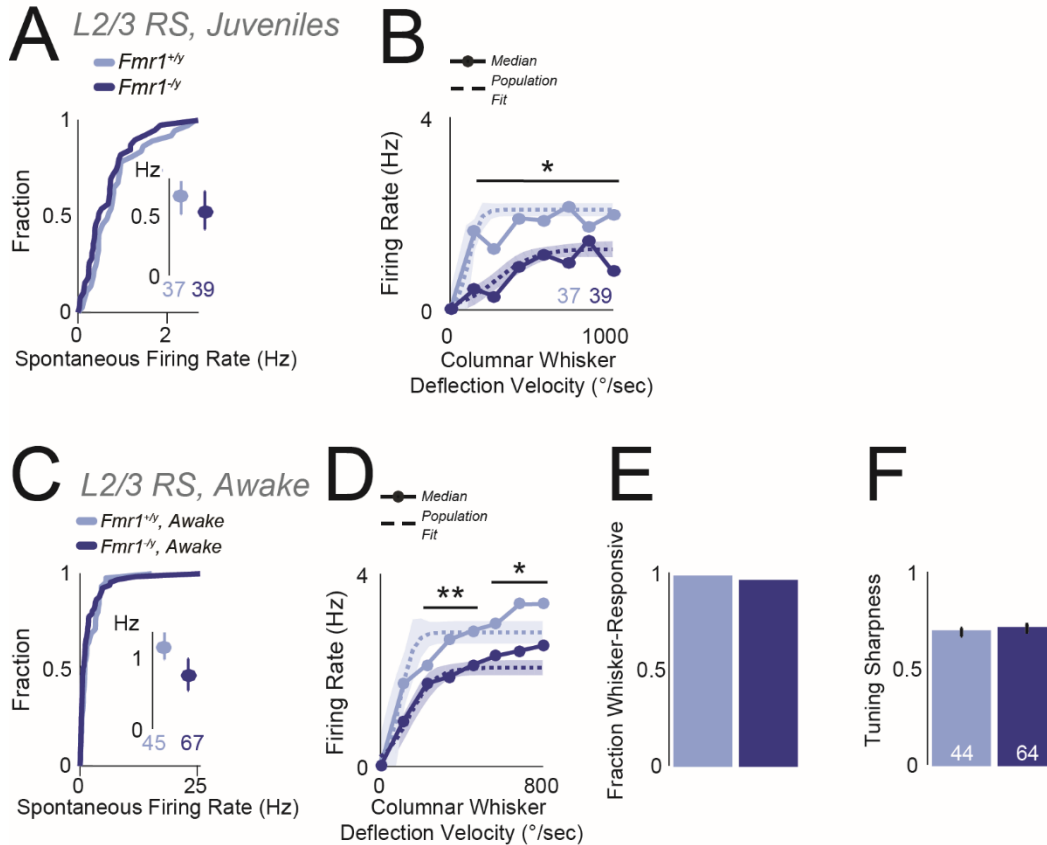 A
L2/3 RS, Juveniles
Fmr1+/y
Fmr1-/y
1
0.5
0
Fraction
Hz
0.5
0
37 39
0 2
Spontaneous Firing Rate (Hz)
B
Median
Population
Fit
4
0
Firing Rate (Hz)
*
37 39
0 1000
Columnar Whisker
Deflection Velocity (°/sec)
C
L2/3 RS, Awake
Fmr1+/y, Awake
Fmr1-/y, Awake
1
0.5
0
Fraction
Hz
1
0
45 67
0 25
Spontaneous Firing Rate (Hz)
D
Median
Population
Fit
4
0
Firing Rate (Hz)
**
*
0 800
Columnar Whisker
Deflection Velocity (°/sec)
E
Fraction Whisker-Responsive
1
0.5
0
F
Tuning Sharpness
1
0.5
0
44 64